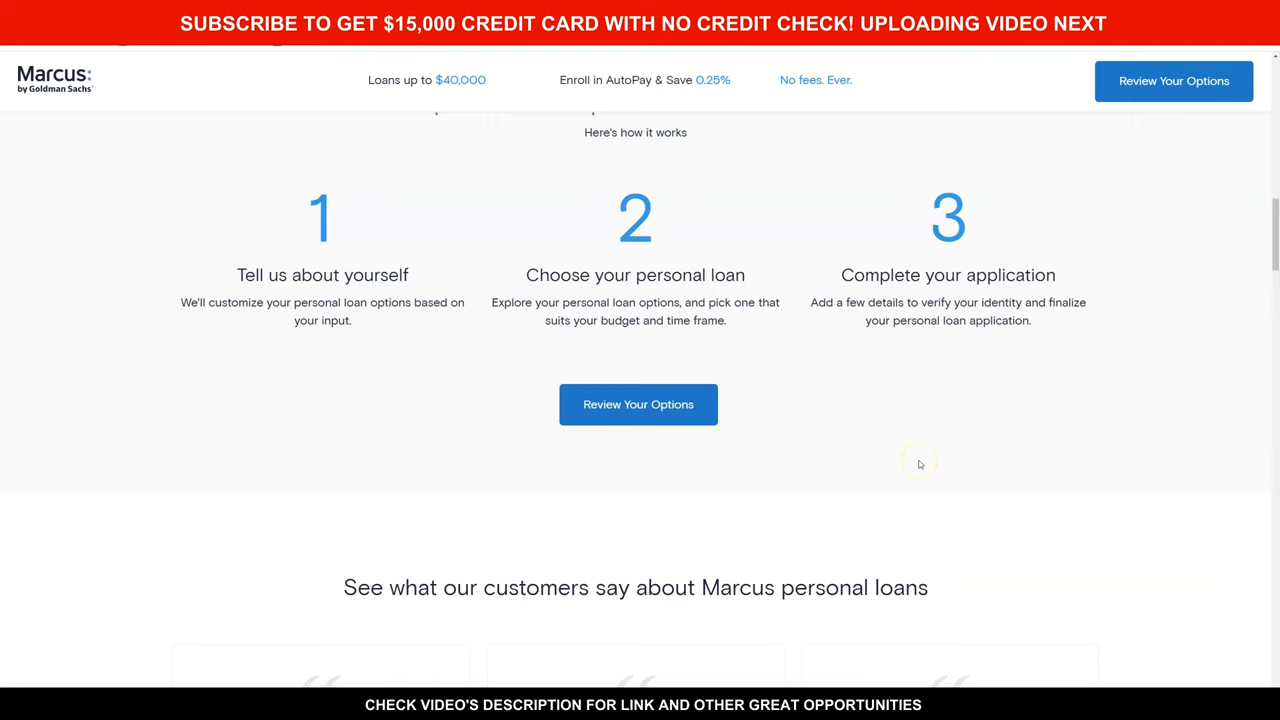 SUBSCRIBE TO GET $15,000 CREDIT CARD WITH NO CREDIT CHECK! UPLOADING VIDEO NEXT
Marcus:
by Goldman Sachs
Loans up to $40,000
Enroll in AutoPay & Save 0.25%
No fees. Ever.
Review Your Options
Here's how it works
1
Tell us about yourself
We'll customize your personal loan options based on
your input.
2
Choose your personal loan
Explore your personal loan options, and pick one that
suits your budget and time frame.
3
Complete your application
Add a few details to verify your identity and finalize
your personal loan application.
Review Your Options
See what our customers say about Marcus personal loans
CHECK VIDEO'S DESCRIPTION FOR LINK AND OTHER GREAT OPPORTUNITIES